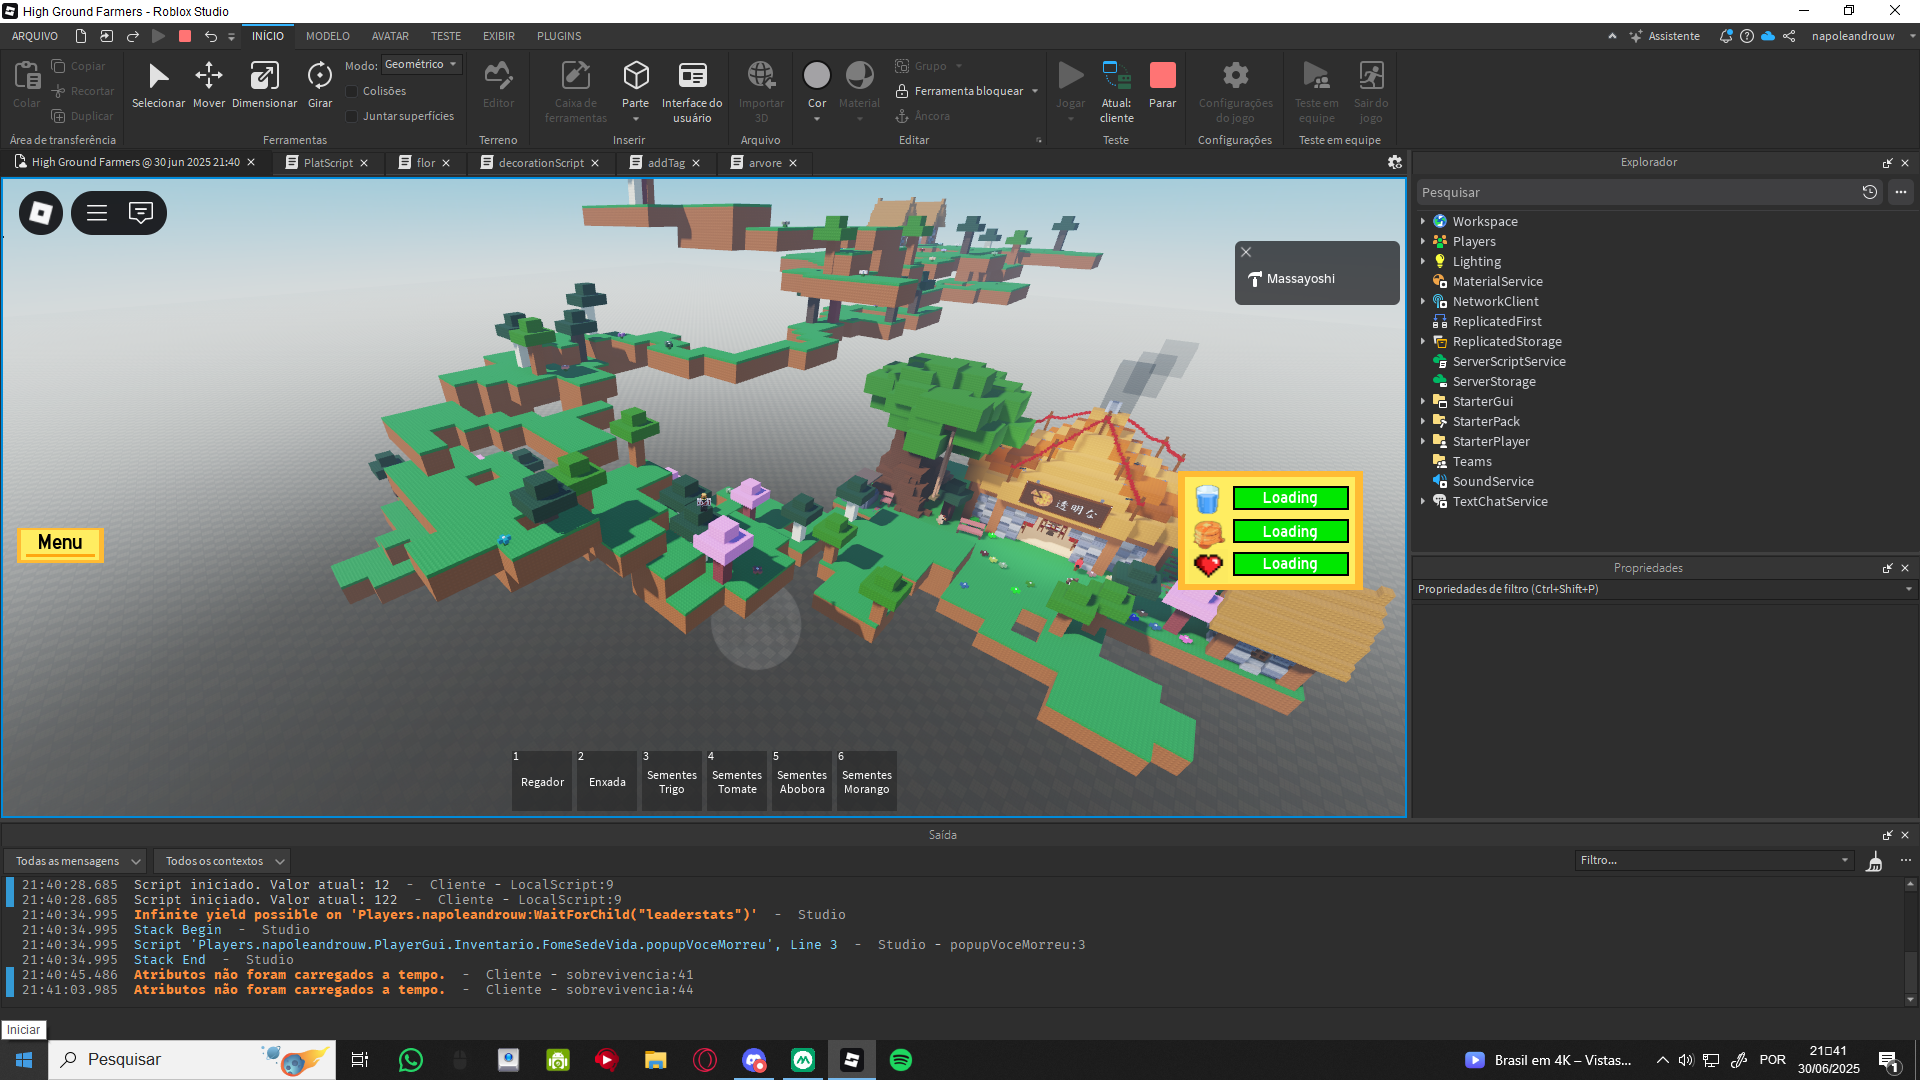 High Ground Farmers - Roblox Studio
ARQUIVO
INÍCIO
MODELO
AVATAR
TESTE
EXIBIR
PLUGINS
Assistente
napoleandrouw
Colar
Copiar
Recortar
Duplicar
Área de transferência
Selecionar
Mover
Dimensionar
Girar
Modo:
Geométrico
Colisões
Juntar superfícies
Ferramentas
Editor
Terreno
Caixa de
ferramentas
Parte
Interface do
usuário
Inserir
Importar
3D
Arquivo
Cor
Material
Grupo
Ferramenta bloquear
Âncora
Editar
Jogar
Atual:
cliente
Parar
Teste
Configurações
do jogo
Configurações
Teste em
equipe
Sair do
jogo
Teste em equipe
High Ground Farmers @ 30 jun 2025 21:40
PlatScript
flor
decorationScript
addTag
arvore
Massayoshi
透明な
Loading
Loading
Loading
Menu
1
Regador
2
Enxada
3
Sementes
Trigo
4
Sementes
Tomate
5
Sementes
Abobora
6
Sementes
Morango
Explorador
Pesquisar
Workspace
Players
Lighting
MaterialService
NetworkClient
ReplicatedFirst
ReplicatedStorage
ServerScriptService
ServerStorage
StarterGui
StarterPack
StarterPlayer
Teams
SoundService
TextChatService
Propriedades
Propriedades de filtro (Ctrl+Shift+P)
Saída
Todas as mensagens
Todos os contextos
Filtro...
21:40:28.685 Script iniciado. Valor atual: 12 - Cliente - LocalScript:9
21:40:28.685 Script iniciado. Valor atual: 122 - Cliente - LocalScript:9
21:40:34.995 Infinite yield possible on 'Players.napoleandrouw:WaitForChild("leaderstats")' - Studio
21:40:34.995 Stack Begin - Studio
21:40:34.995 Script 'Players.napoleandrouw.PlayerGui.Inventario.FomeSedeVida.popupVoceMorreu', Line 3 - Studio - popupVoceMorreu:3
21:40:34.995 Stack End - Studio
21:40:45.486 Atributos não foram carregados a tempo. - Cliente - sobrevivencia:41
21:41:03.985 Atributos não foram carregados a tempo. - Cliente - sobrevivencia:44
Iniciar
Pesquisar
Brasil em 4K – Vistas...
POR
21:41
30/06/2025
1